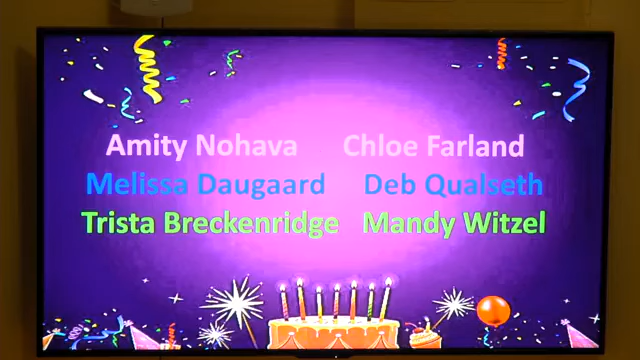 Amity Nohava Chloe Farland
Melissa Daugaard Deb Qualseth
Trista Breckenridge Mandy Witzel